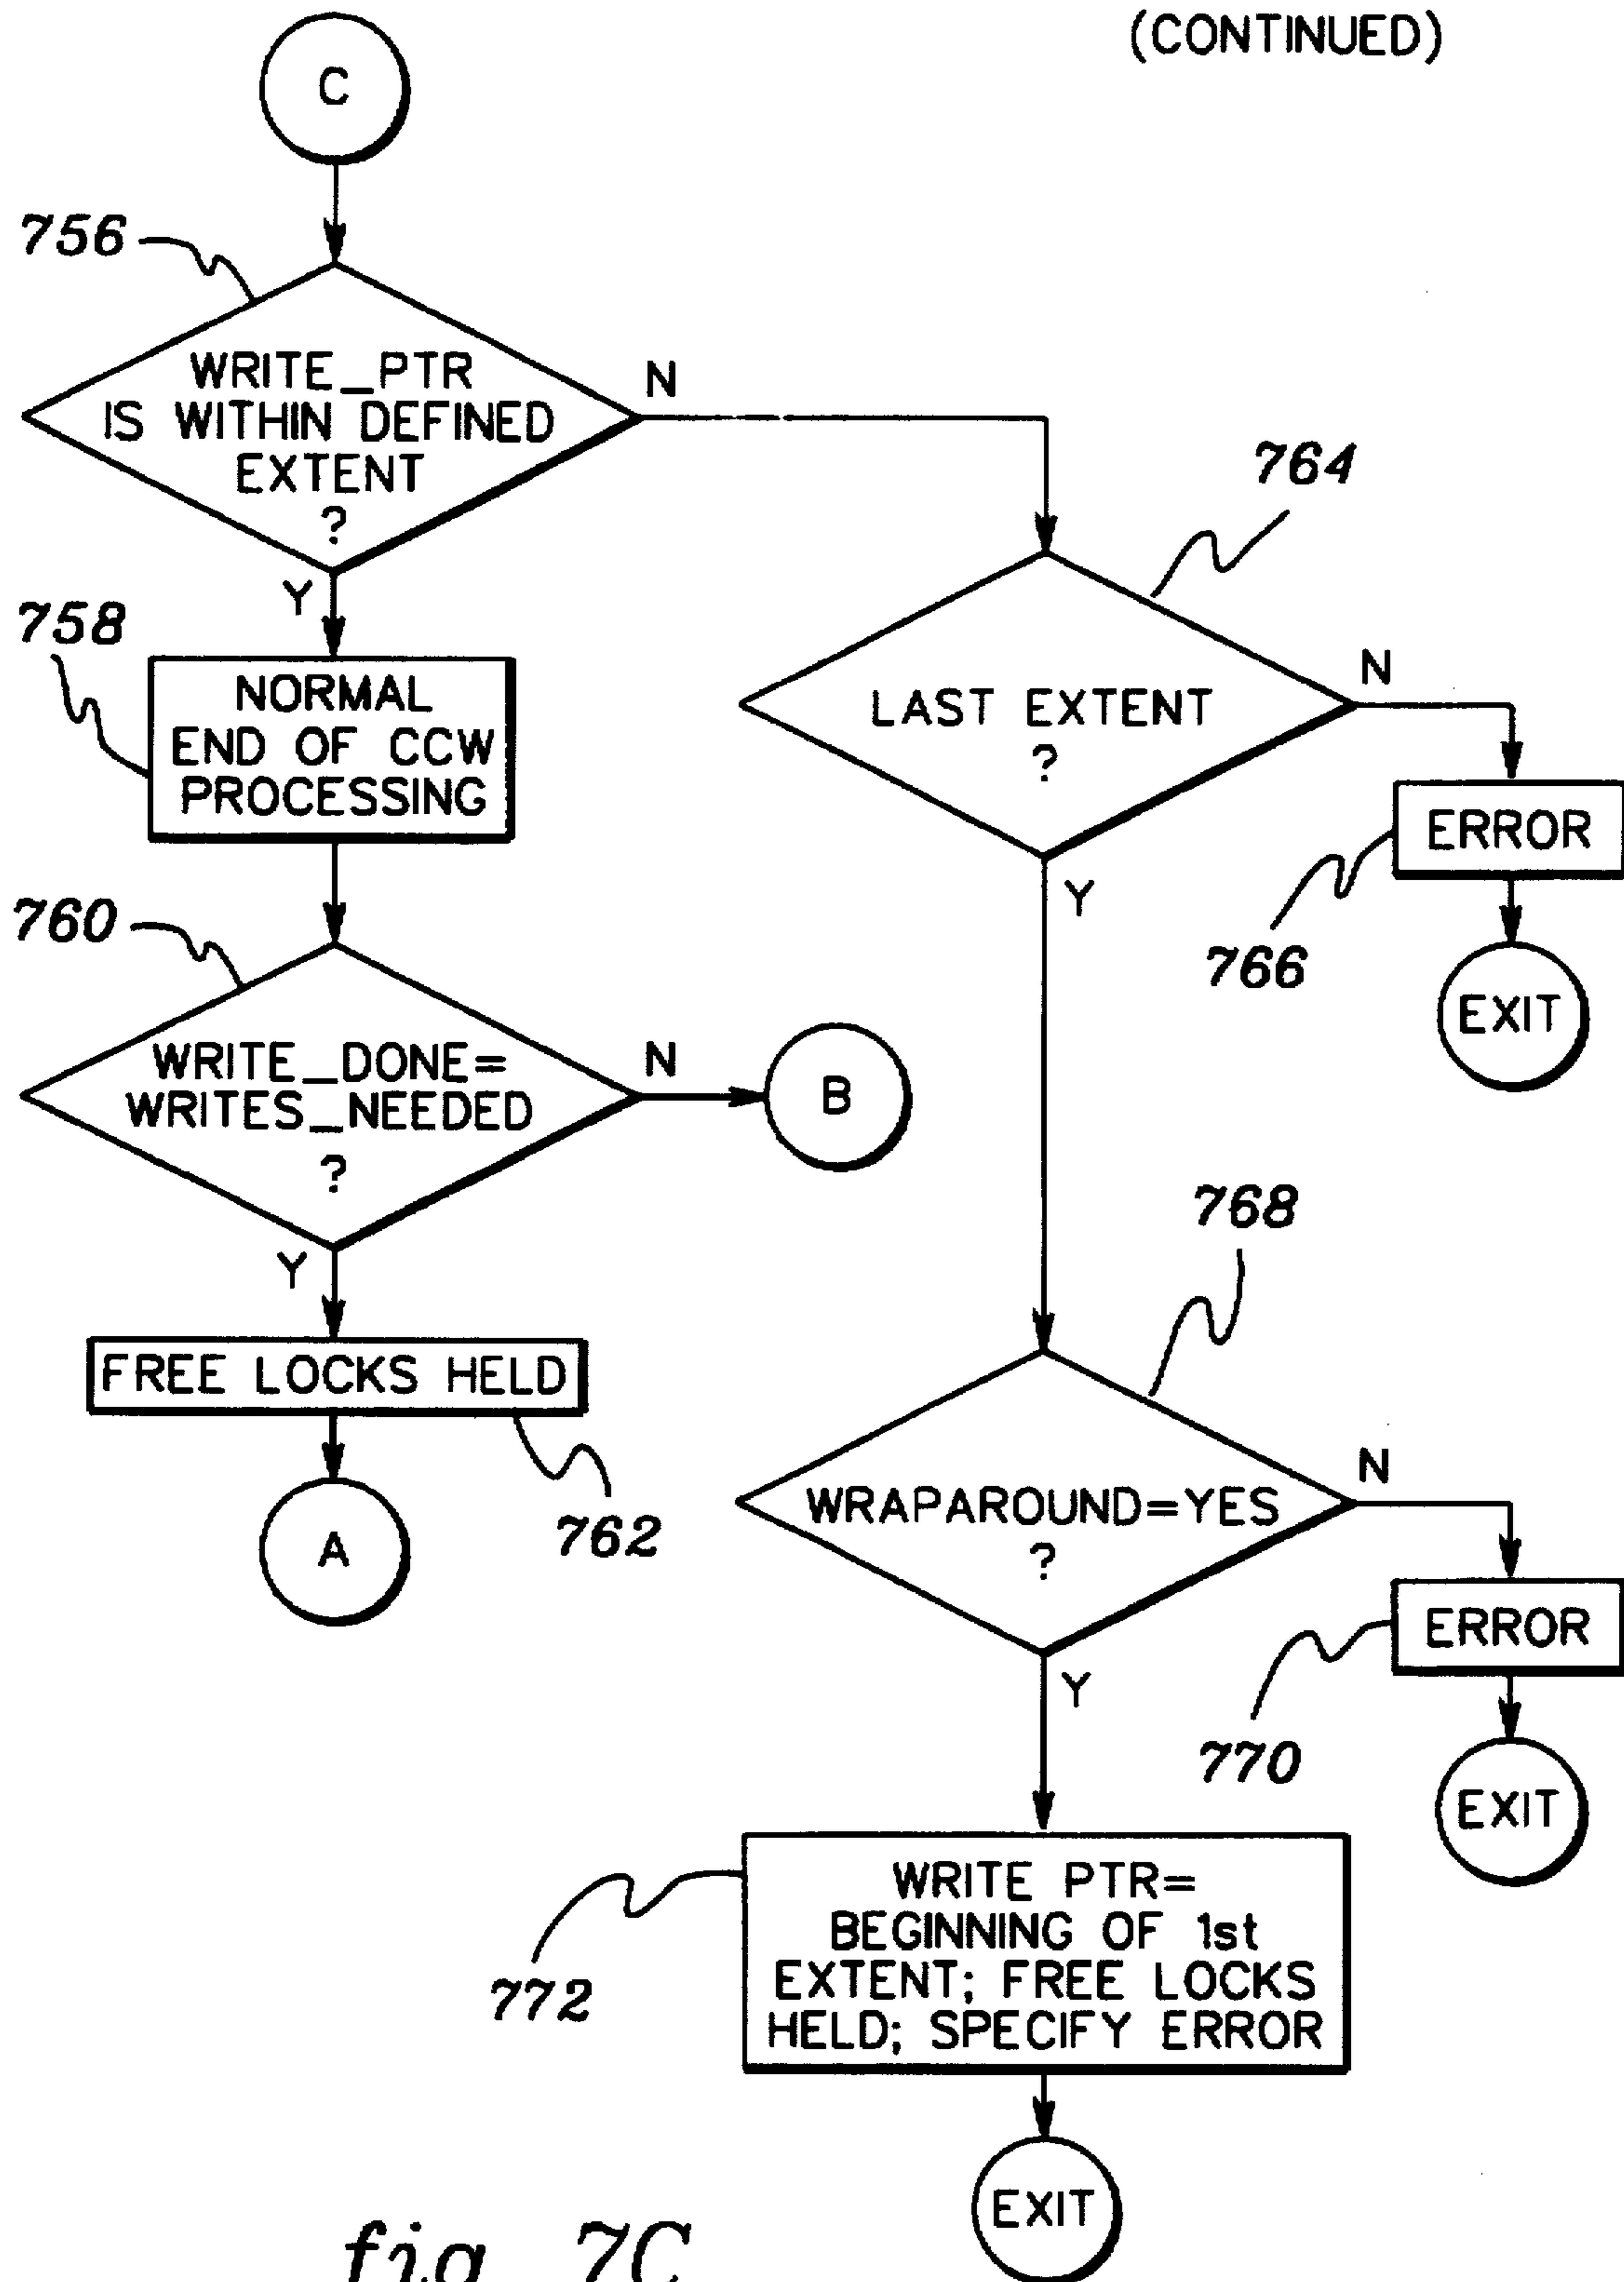 (CONTINUED)
C
756
WRITE_PTR
IS WITHIN DEFINED
EXTENT
?
N
Y
764
758
NORMAL
END OF CCW
PROCESSING
LAST EXTENT
?
N
Y
ERROR
766
EXIT
760
WRITE_DONE=
WRITES_NEEDED
?
N
B
Y
768
FREE LOCKS HELD
762
A
WRAPAROUND=YES
?
N
Y
ERROR
770
EXIT
WRITE PTR=
BEGINNING OF 1st
EXTENT; FREE LOCKS
HELD; SPECIFY ERROR
772
EXIT
fig 7C